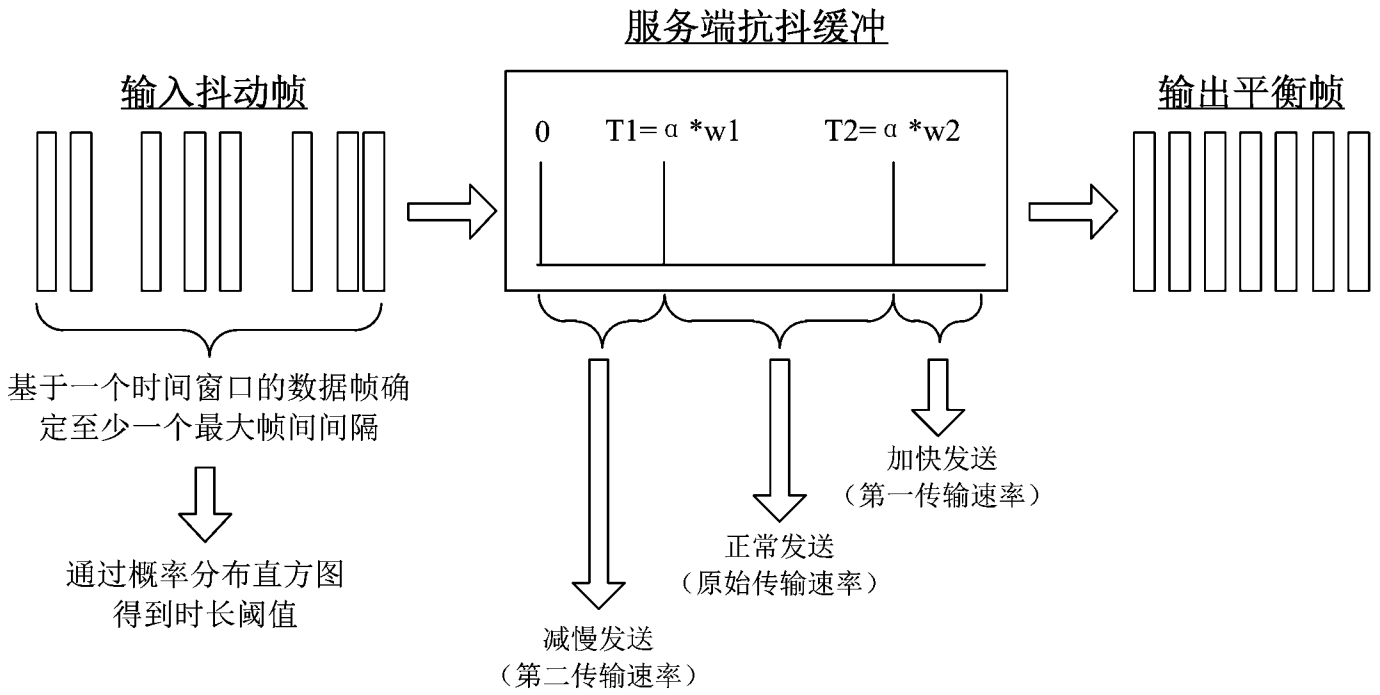 服务端抗抖缓冲
输入抖动帧
输出平衡帧
0
T1=α*w1
T2=α*w2
基于一个时间窗口的数据帧确
定至少一个最大帧间间隔
加快发送
（第一传输速率）
正常发送
（原始传输速率）
通过概率分布直方图
得到时长阈值
减慢发送
（第二传输速率）